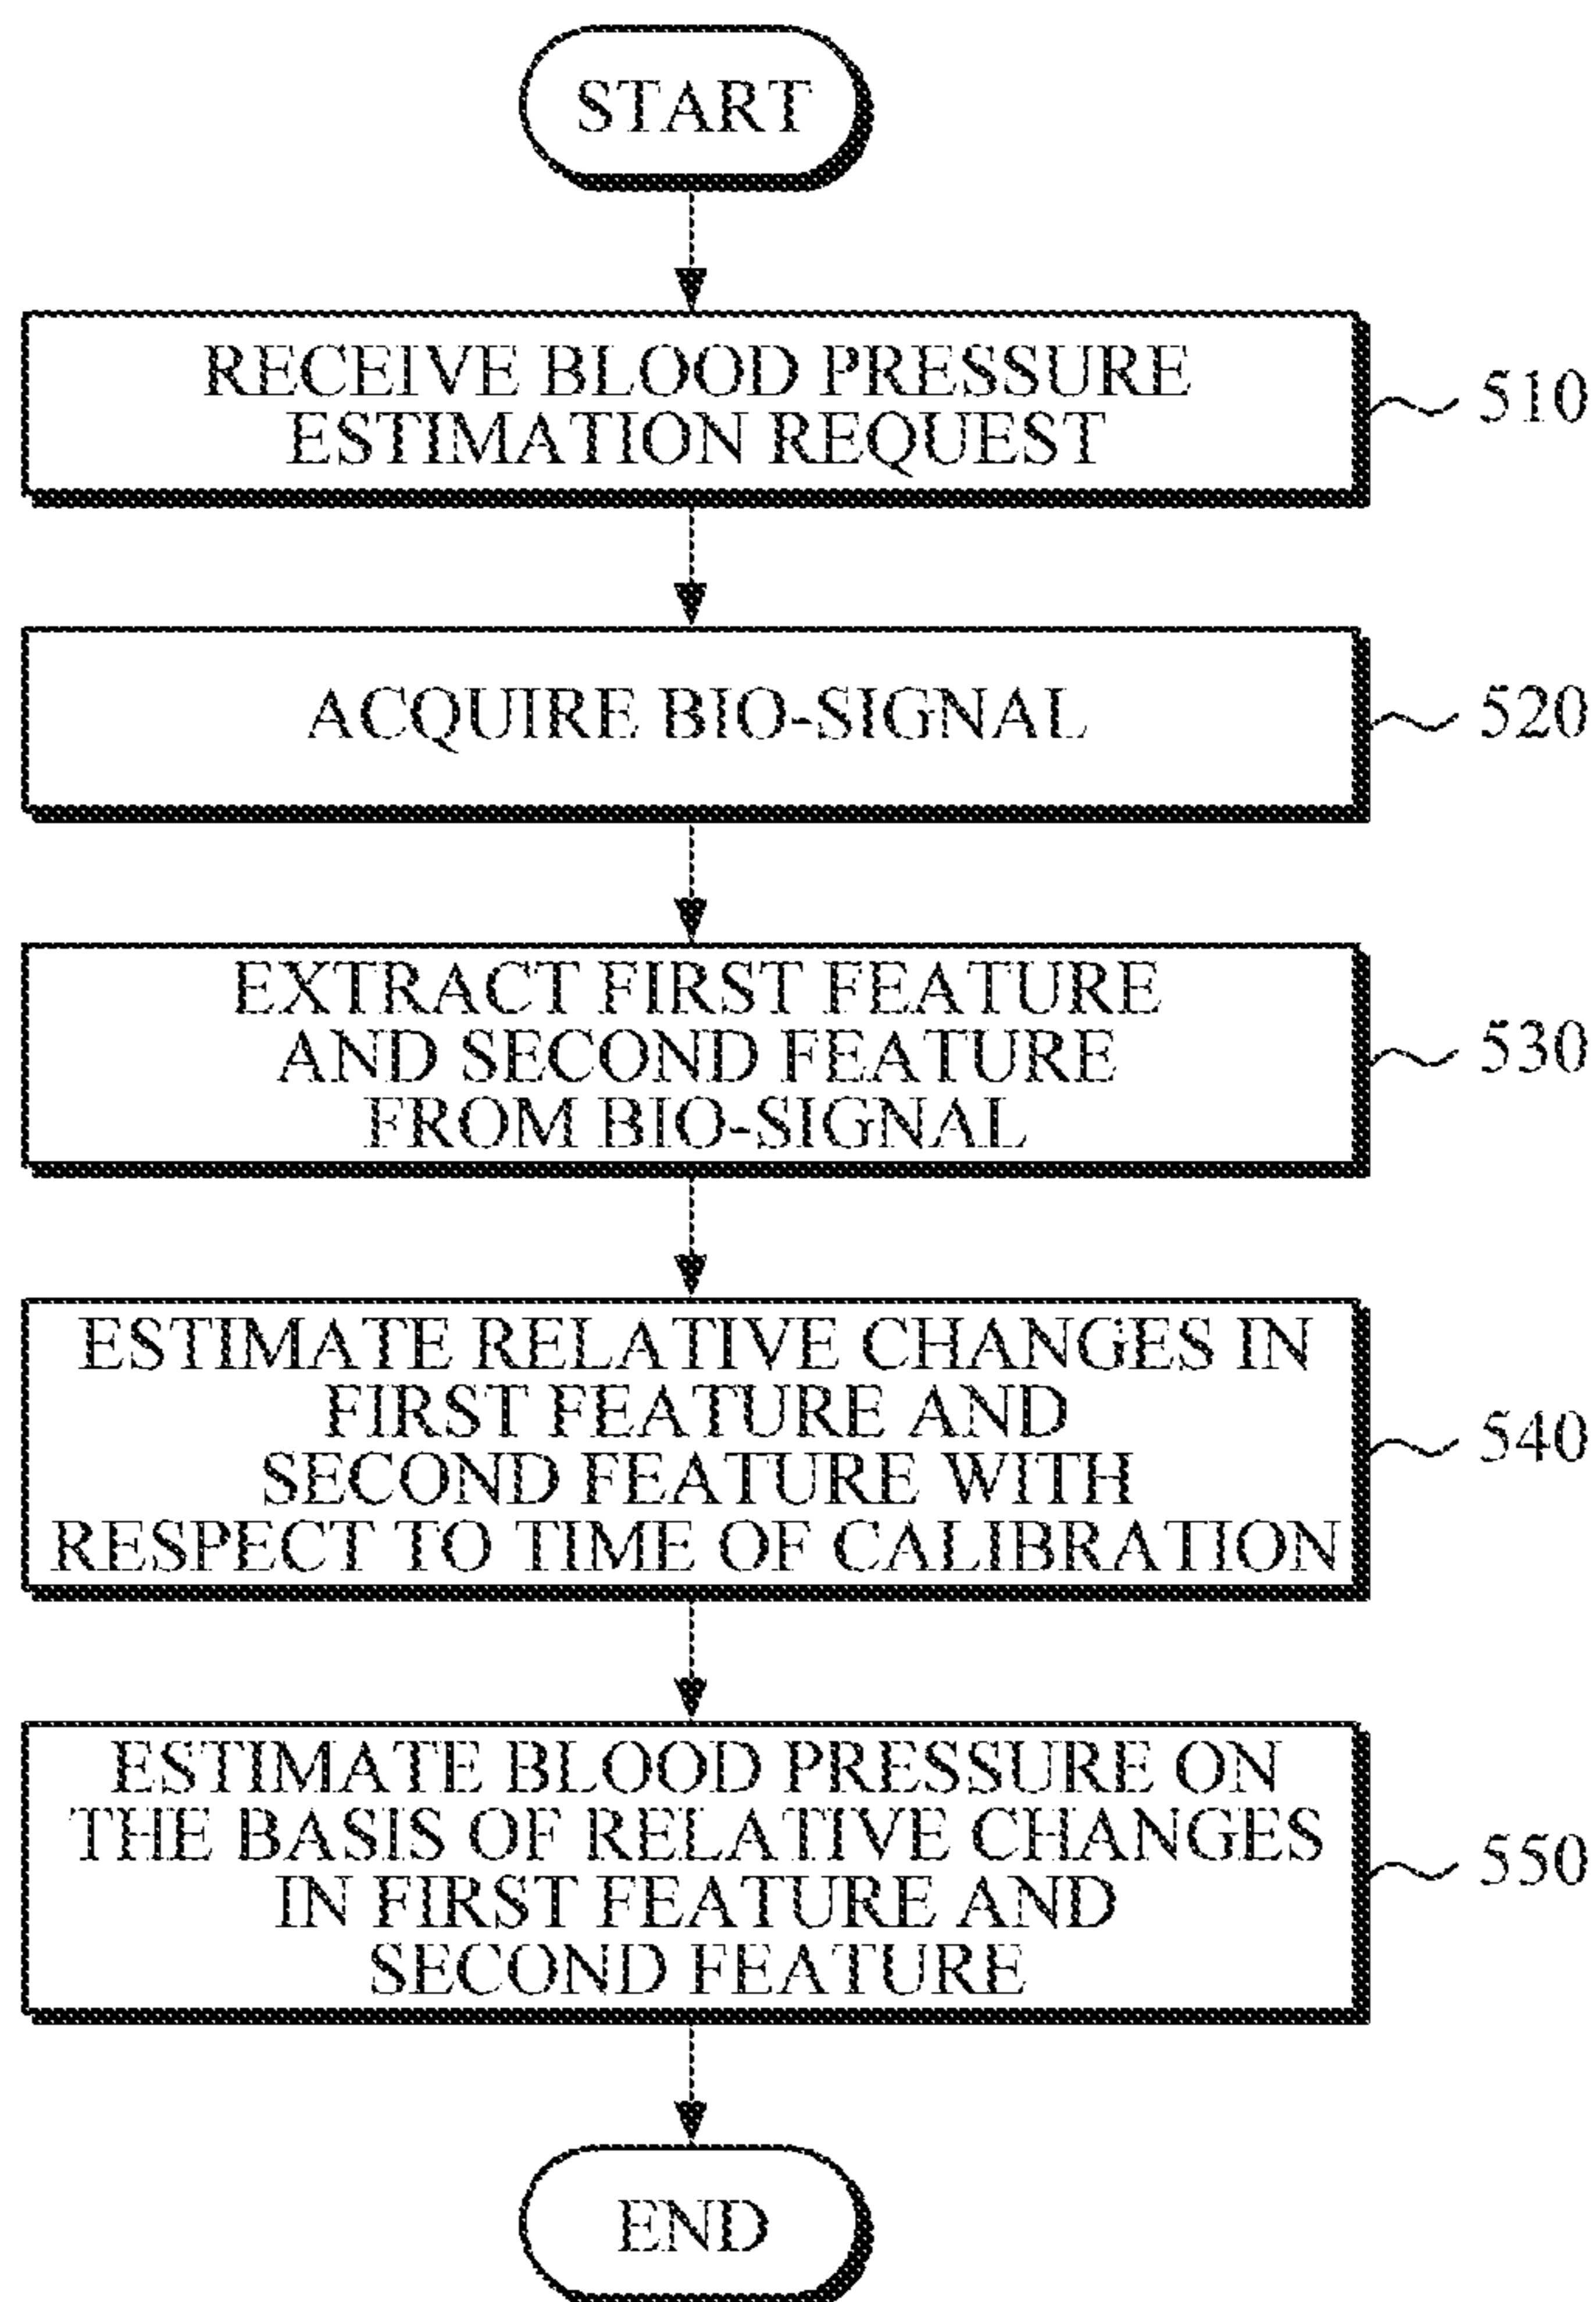 START
RECEIVE BLOOD PRESSURE
ESTIMATION REQUEST
510
ACQUIRE BIO-SIGNAL
520
EXTRACT FIRST FEATURE
AND SECOND FEATURE
FROM BIO-SIGNAL
530
ESTIMATE RELATIVE CHANGES IN
FIRST FEATURE AND
SECOND FEATURE WITH
RESPECT TO TIME OF CALIBRATION
540
ESTIMATE BLOOD PRESSURE ON
THE BASIS OF RELATIVE CHANGES
IN FIRST FEATURE AND
SECOND FEATURE
550
END